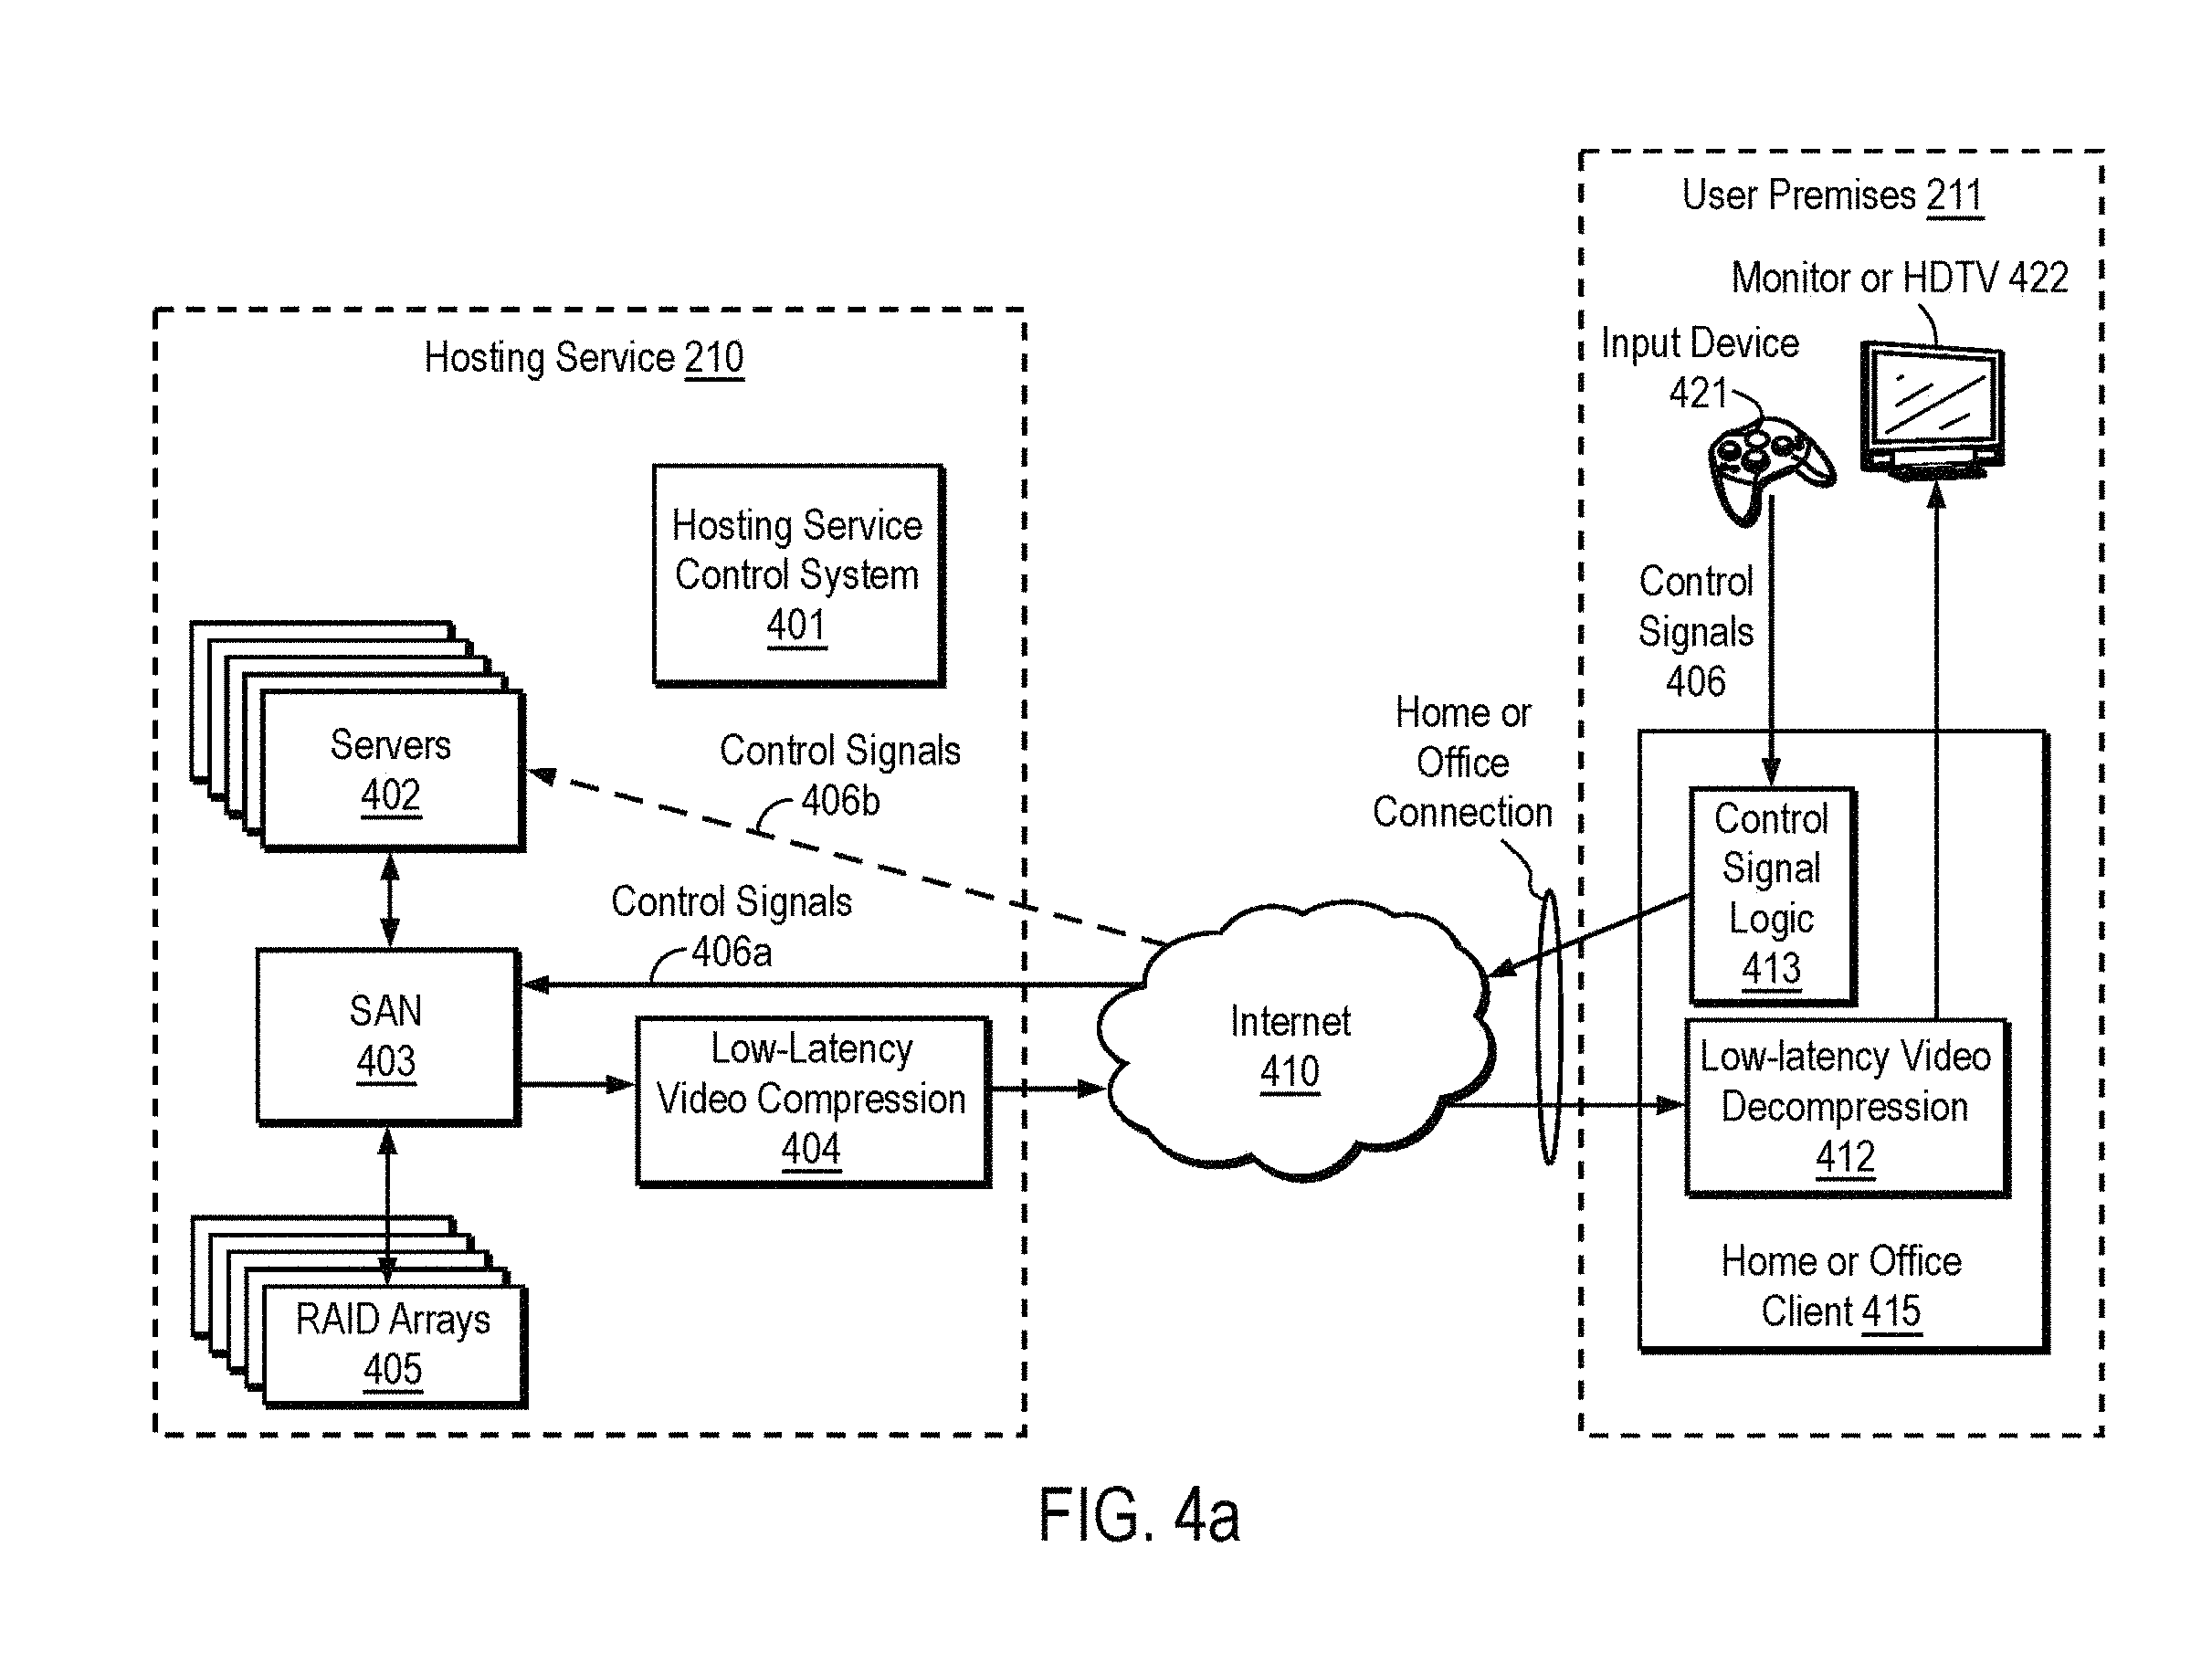 User Premises 211
Monitor or HDTV 422
Input Device
421
Control
Signals
406
Hosting Service 210
Hosting Service
Control System
401
Servers
402
Control Signals
406b
Control Signals
406a
SAN
403
Low-Latency
Video Compression
404
RAID Arrays
405
Internet
410
Home or
Office
Connection
Control
Signal
Logic
413
Low-latency Video
Decompression
412
Home or Office
Client 415
FIG. 4a